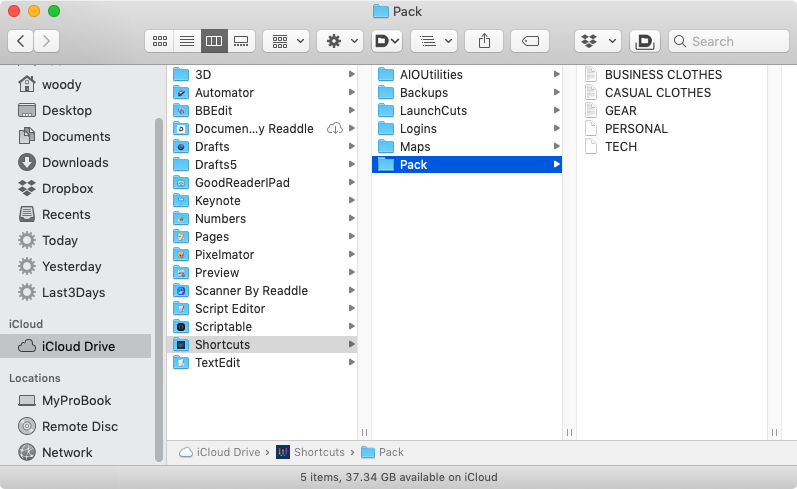 Pack
Search
woody
Desktop
Documents
Downloads
Dropbox
Recents
Today
Yesterday
Last3Days
iCloud
iCloud Drive
Locations
MyProBook
Remote Disc
Network
3D
Automator
BBEdit
Documen...y Readdle
Drafts
Drafts5
GoodReaderIPad
Keynote
Numbers
Pages
Pixelmator
Preview
Scanner By Readdle
Script Editor
Scriptable
Shortcuts
TextEdit
AIOUtilities
Backups
LaunchCuts
Logins
Maps
Pack
BUSINESS CLOTHES
CASUAL CLOTHES
GEAR
PERSONAL
TECH
iCloud Drive › Shortcuts › Pack
5 items, 37.34 GB available on iCloud